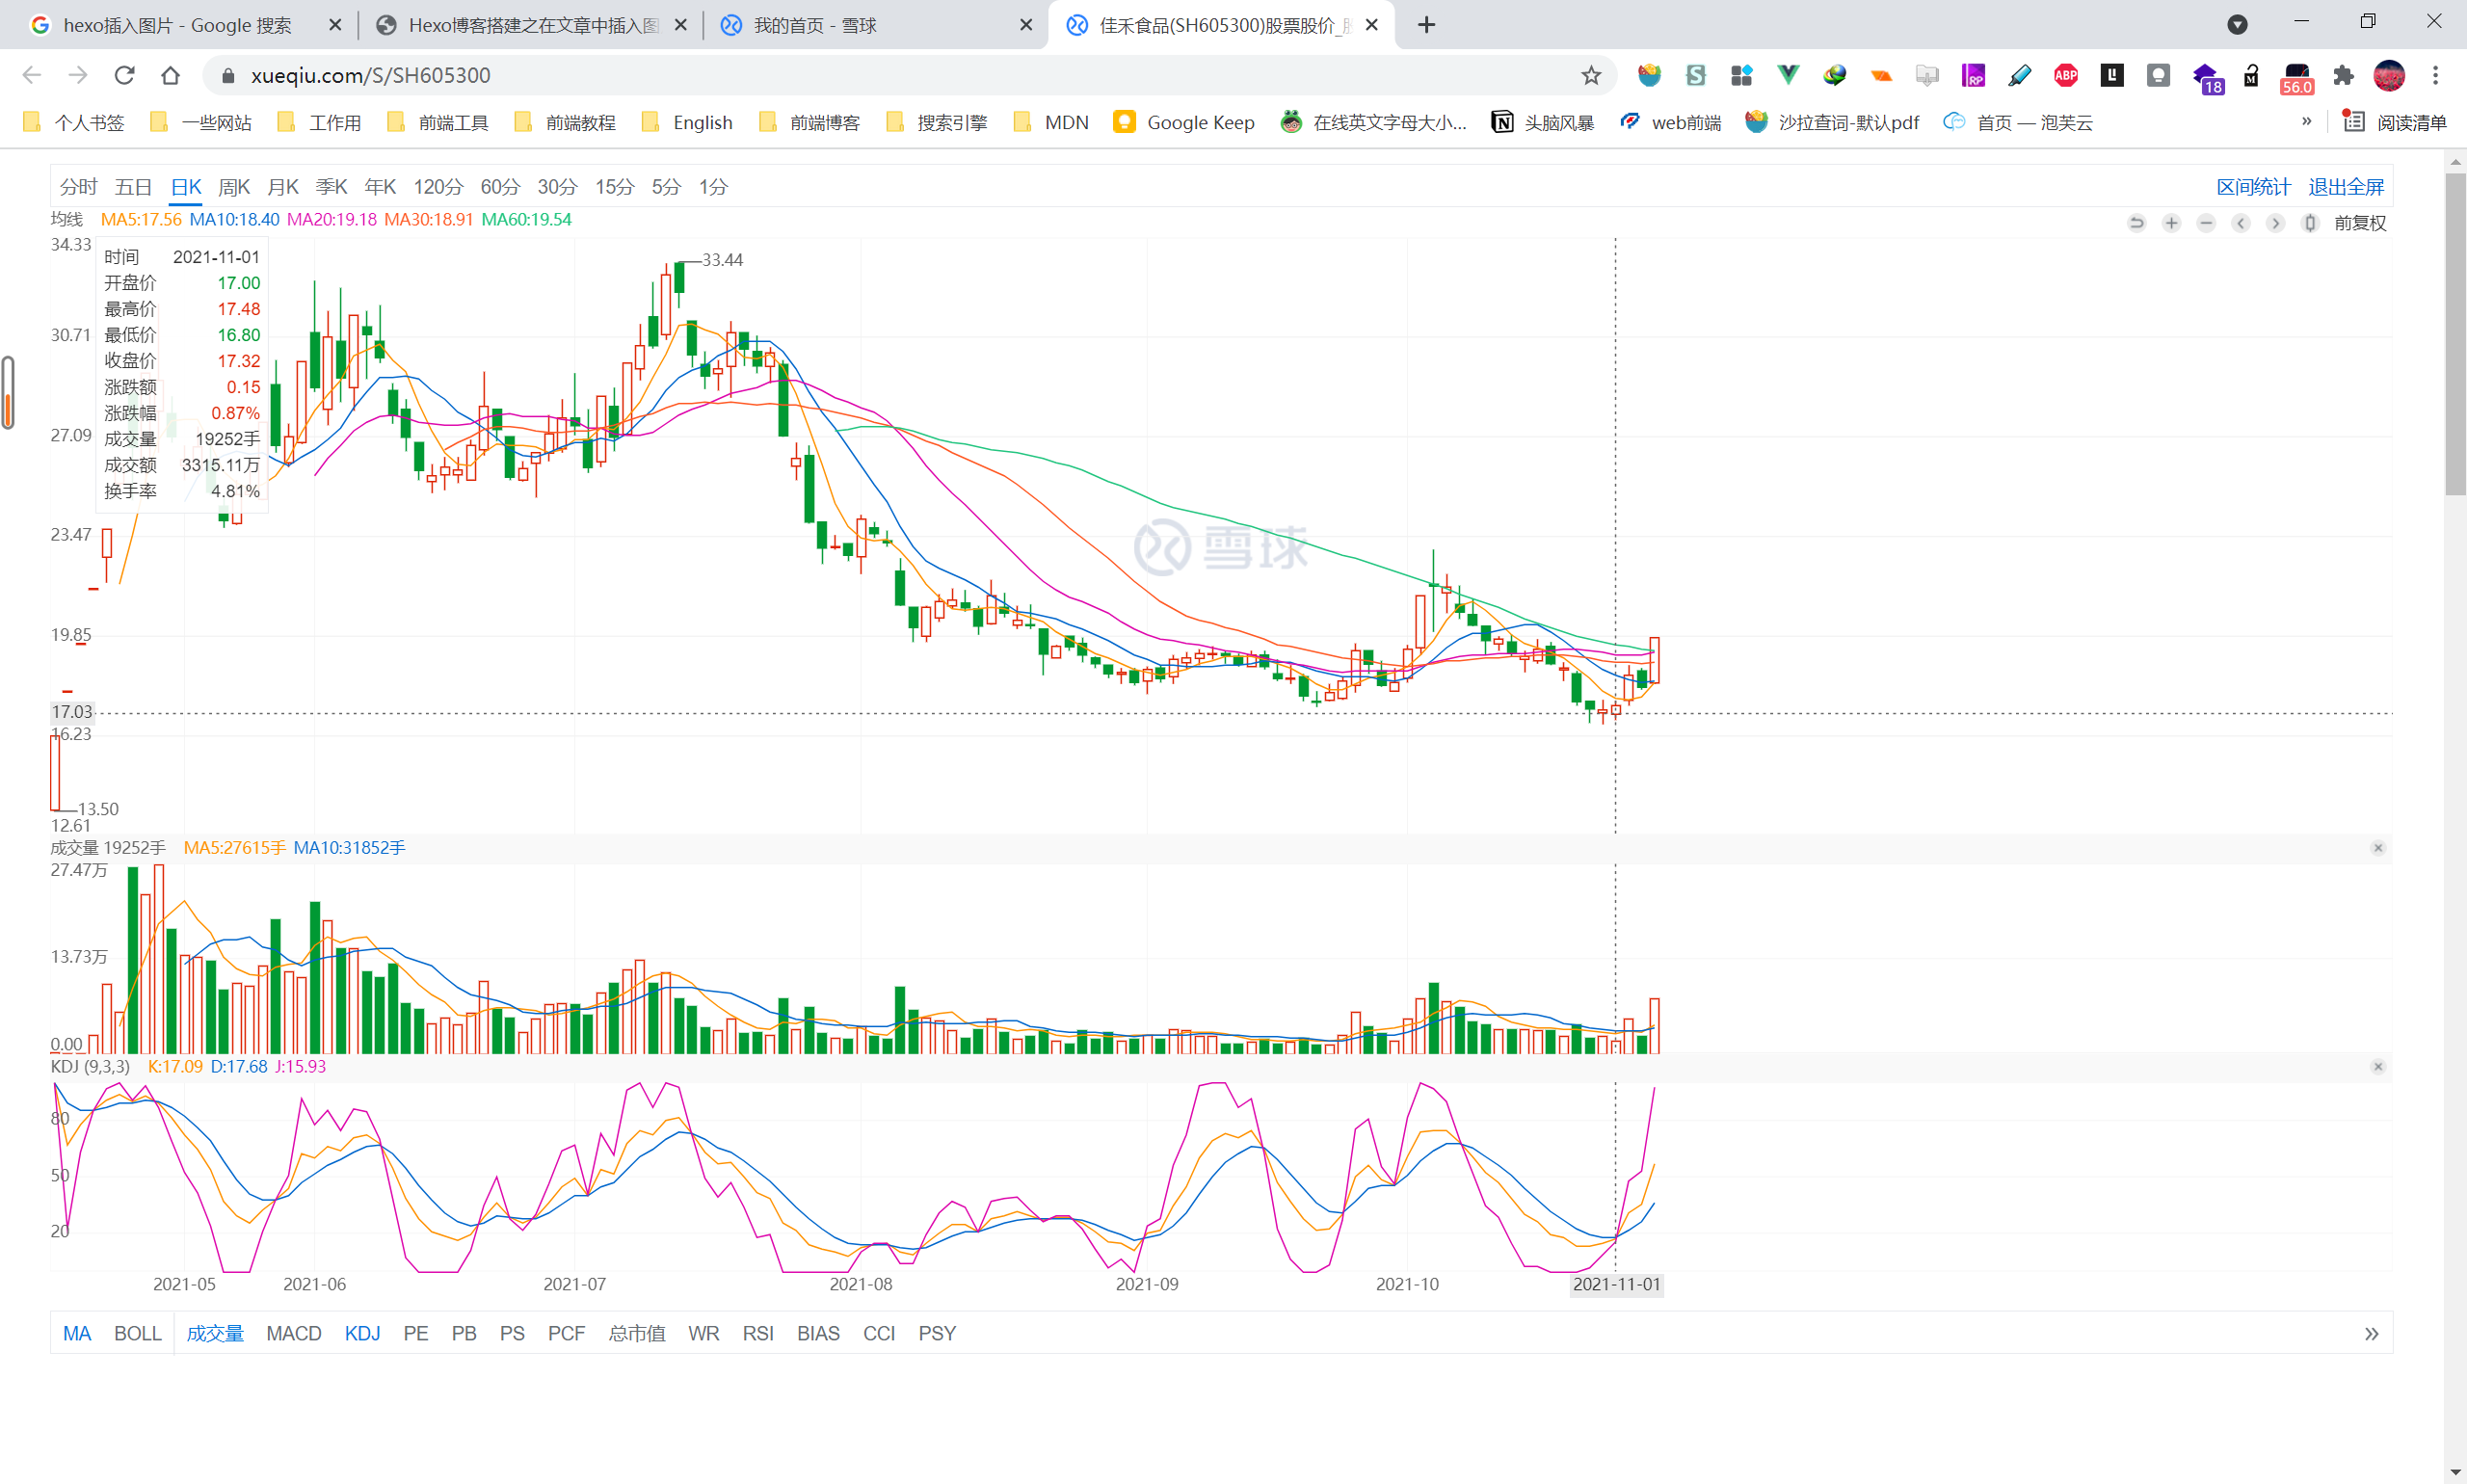 hexo插入图片 - Google 搜索
Hexo博客搭建之在文章中插入图
我的首页 - 雪球
佳禾食品(SH605300)股票股价_
xueqiu.com/S/SH605300
ABP
RP
18
56.0
个人书签 一些网站 工作用 前端工具 前端教程 English 前端博客 搜索引擎 MDN Google Keep 在线英文字母大小... 头脑风暴 web前端 沙拉查词-默认pdf 首页 — 泡芙云 » 阅读清单
分时 五日 日K 周K 月K 季K 年K 120分 60分 30分 15分 5分 1分
区间统计 退出全屏
均线 MA5:17.56 MA10:18.40 MA20:19.18 MA30:18.91 MA60:19.54
前复权
34.33
时间 2021-11-01
开盘价 17.00
最高价 17.48
最低价 16.80
收盘价 17.32
涨跌额 0.15
涨跌幅 0.87%
成交量 19252手
成交额 3315.11万
换手率 4.81%
33.44
30.71
27.09
23.47
雪球
19.85
17.03
16.23
13.50
12.61
成交量 19252手 MA5:27615手 MA10:31852手
27.47万
13.73万
0.00
KDJ (9,3,3) K:17.09 D:17.68 J:15.93
80
50
20
2021-05 2021-06 2021-07 2021-08 2021-09 2021-10 2021-11-01
MA BOLL 成交量 MACD KDJ PE PB PS PCF 总市值 WR RSI BIAS CCI PSY